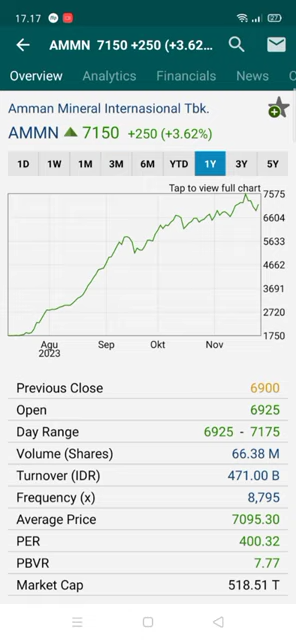 17.17
27
AMMN 7150 +250 (+3.62...
Overview Analytics Financials News C
Amman Mineral Internasional Tbk.
AMMN 7150 +250 (+3.62%)
1D 1W 1M 3M 6M YTD 1Y 3Y 5Y
Tap to view full chart
7575
6604
5633
4662
3691
2720
1750
Agu Sep Okt Nov
2023
Previous Close 6900
Open 6925
Day Range 6925 - 7175
Volume (Shares) 66.38 M
Turnover (IDR) 471.00 B
Frequency (x) 8,795
Average Price 7095.30
PER 400.32
PBVR 7.77
Market Cap 518.51 T